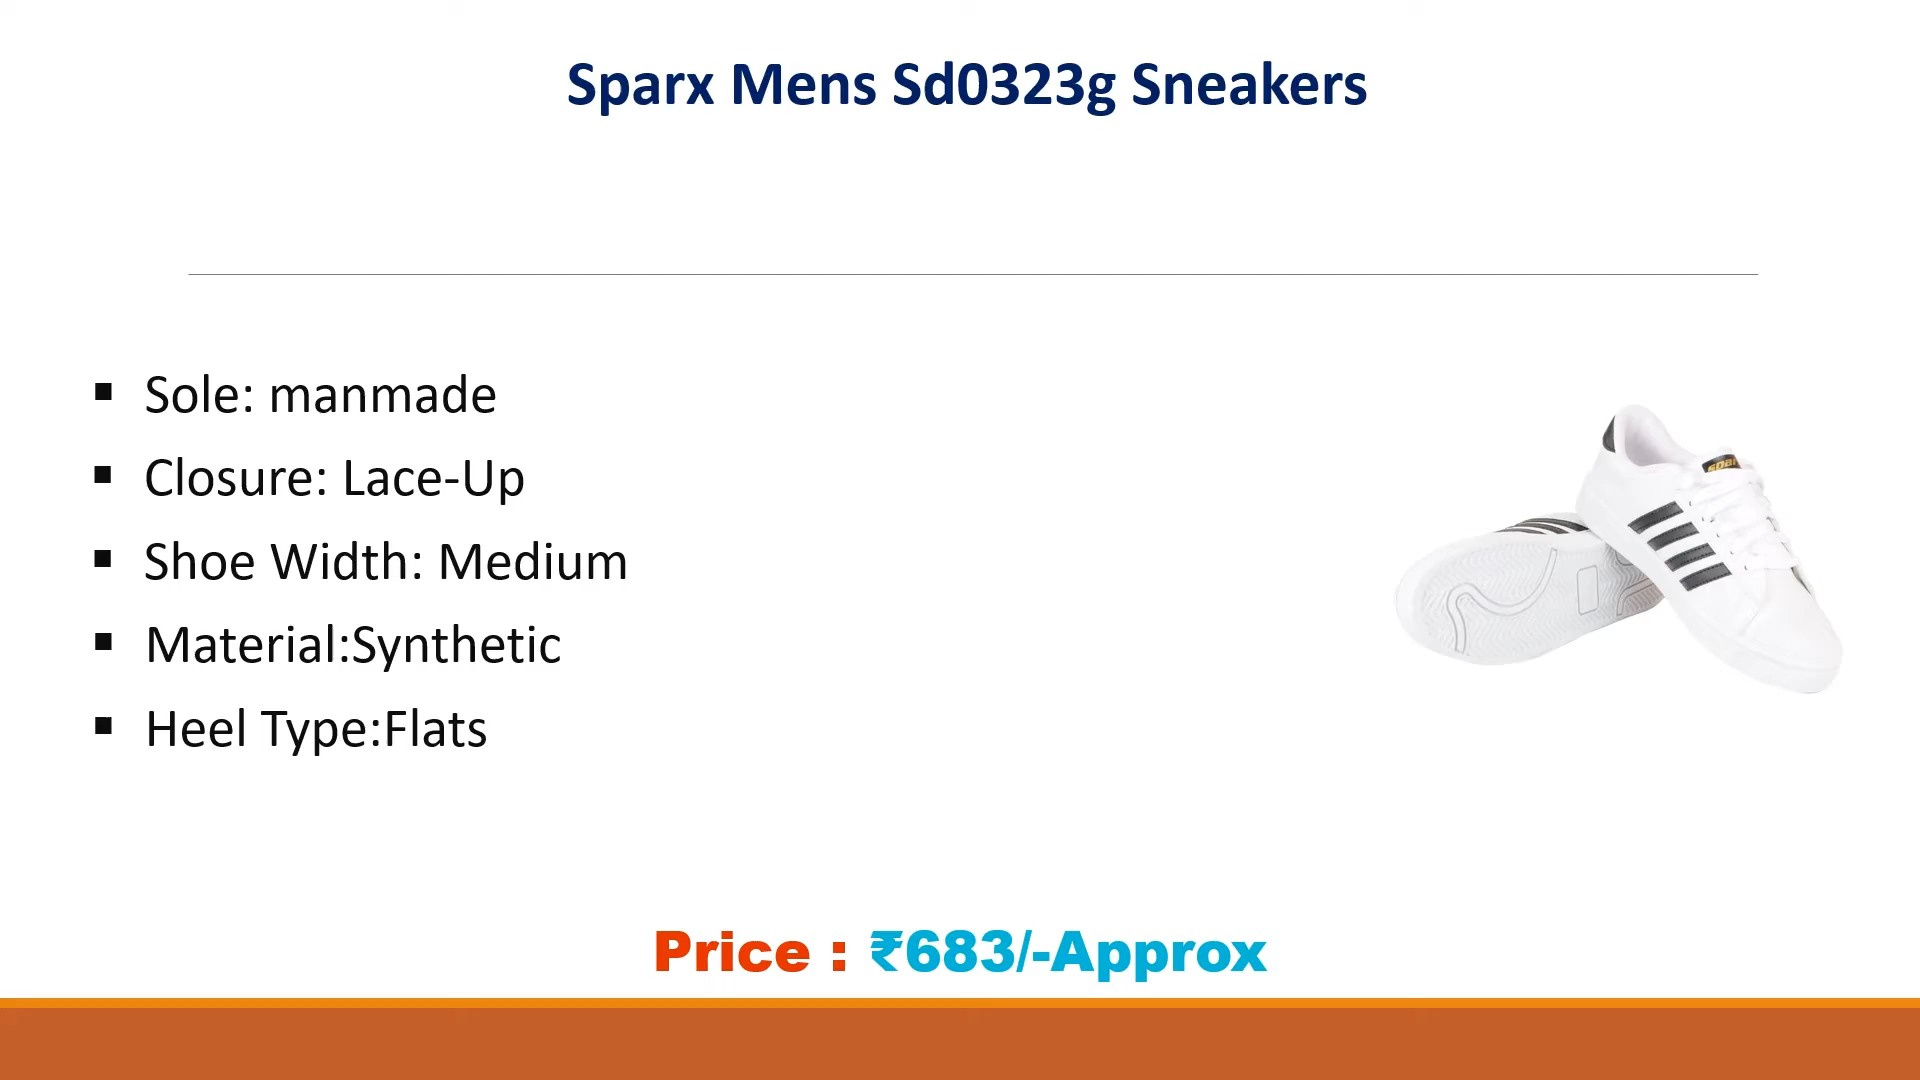 Sparx Mens Sd0323g Sneakers
Sole: manmade
Closure: Lace-Up
Shoe Width: Medium
Material:Synthetic
Heel Type:Flats
Price : ₹683/-Approx